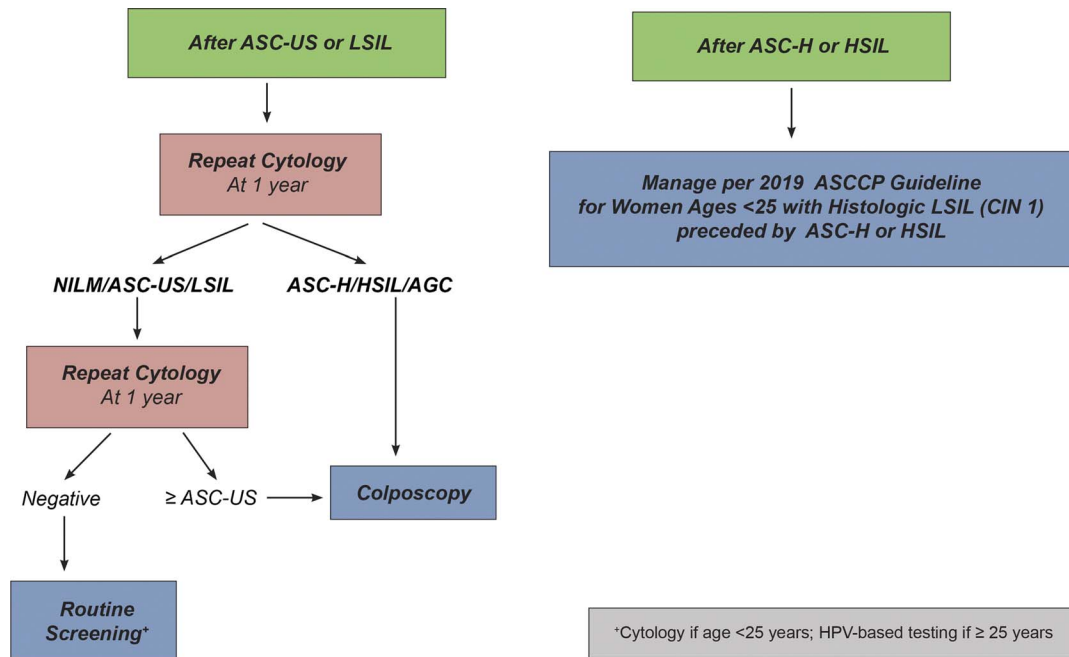 After ASC-US or LSIL
Repeat Cytology
At 1 year
NILM/ASC-US/LSIL
ASC-H/HSIL/AGC
Repeat Cytology
At 1 year
Negative
≥ ASC-US
Colposcopy
Routine
Screening⁺
After ASC-H or HSIL
Manage per 2019 ASCCP Guideline
for Women Ages <25 with Histologic LSIL (CIN 1)
preceded by ASC-H or HSIL
⁺Cytology if age <25 years; HPV-based testing if ≥ 25 years